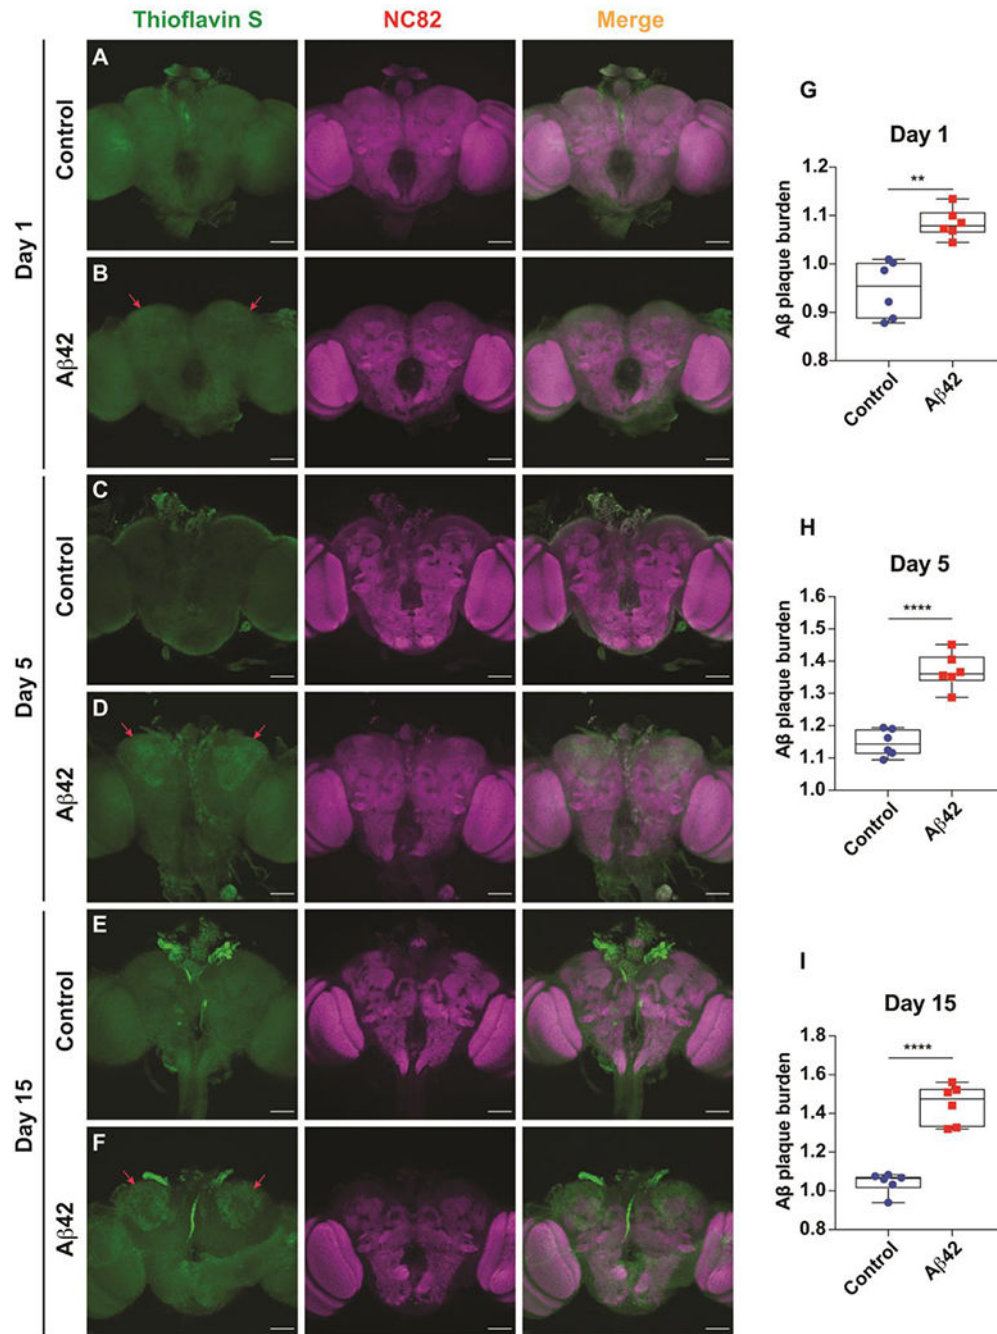 Thioflavin S
NC82
Merge
Day 1
Control
A
Aβ42
B
Day 5
Control
C
Aβ42
D
Day 15
Control
E
Aβ42
F
G
Day 1
Aβ plaque burden
1.2
1.1
1.0
0.9
0.8
**
Control
Aβ42
H
Day 5
Aβ plaque burden
1.6
1.5
1.4
1.3
1.2
1.1
1.0
****
Control
Aβ42
I
Day 15
Aβ plaque burden
1.8
1.6
1.4
1.2
1.0
0.8
****
Control
Aβ42